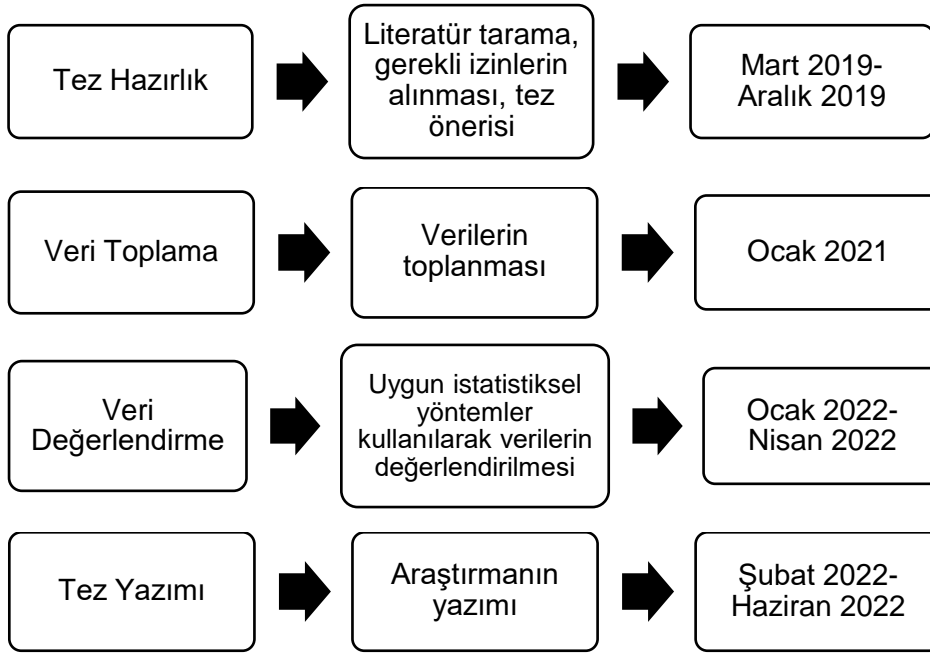 Tez Hazırlık
Literatür tarama,
gerekli izinlerin
alınması, tez
önerisi
Mart 2019-
Aralık 2019
Veri Toplama
Verilerin
toplanması
Ocak 2021
Veri
Değerlendirme
Uygun istatistiksel
yöntemler
kullanılarak verilerin
değerlendirilmesi
Ocak 2022-
Nisan 2022
Tez Yazımı
Araştırmanın
yazımı
Şubat 2022-
Haziran 2022